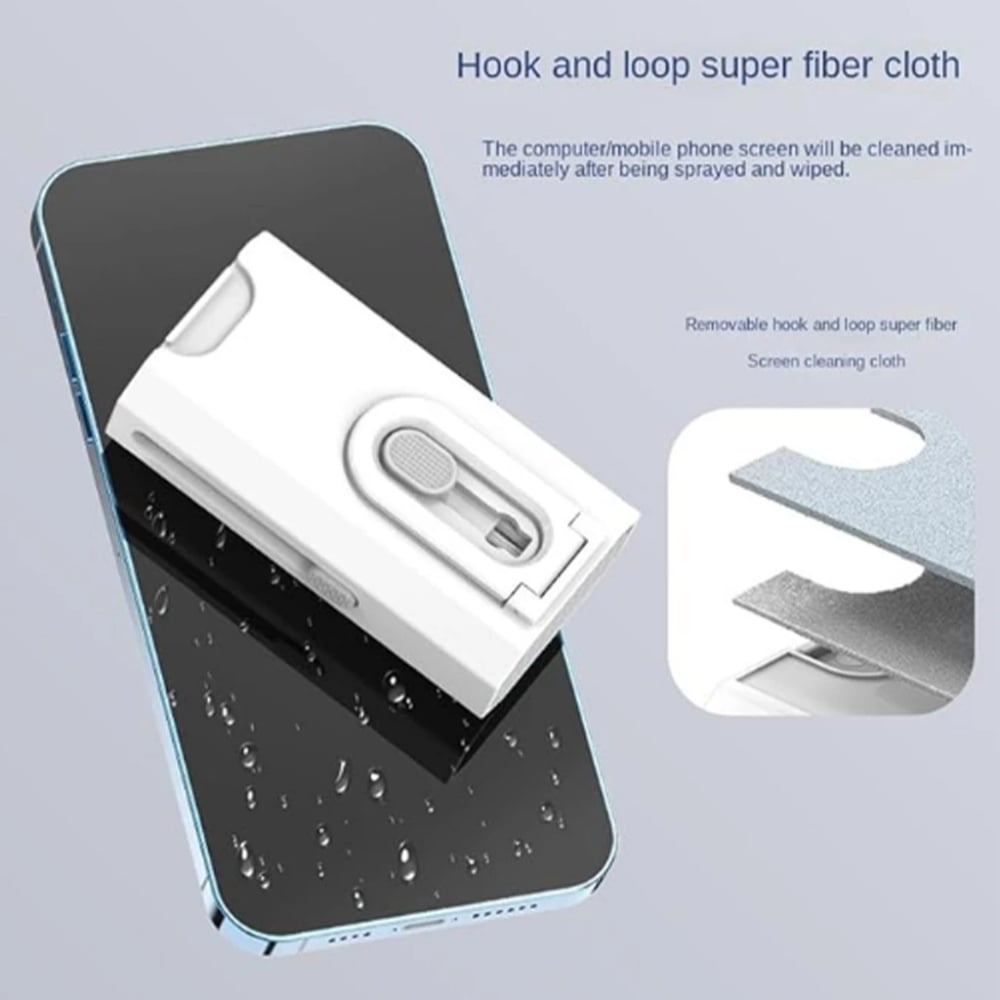 Hook and loop super fiber cloth
The computer/mobile phone screen will be cleaned im-
mediately after being sprayed and wiped.
Removable hook and loop super fiber
Screen cleaning cloth